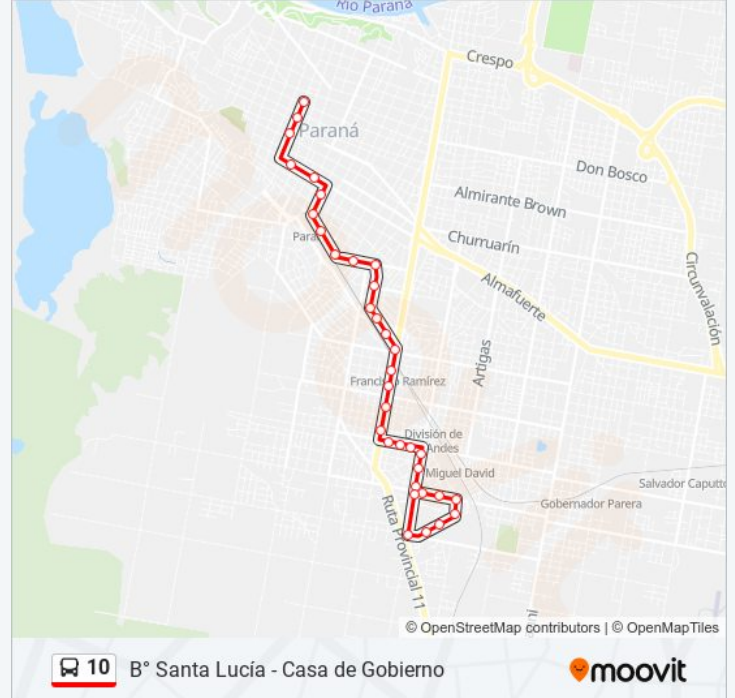 Río Paraná
Crespo
Paraná
Don Bosco
Almirante Brown
Churruarín
Circunvalación
Almafuerte
Artigas
Francisco Ramírez
División de
Andes
Miguel David
Salvador Caputto
Gobernador Parera
Ruta Provincial 11
© OpenStreetMap contributors | © OpenMapTiles
10 B° Santa Lucía - Casa de Gobierno
moovit